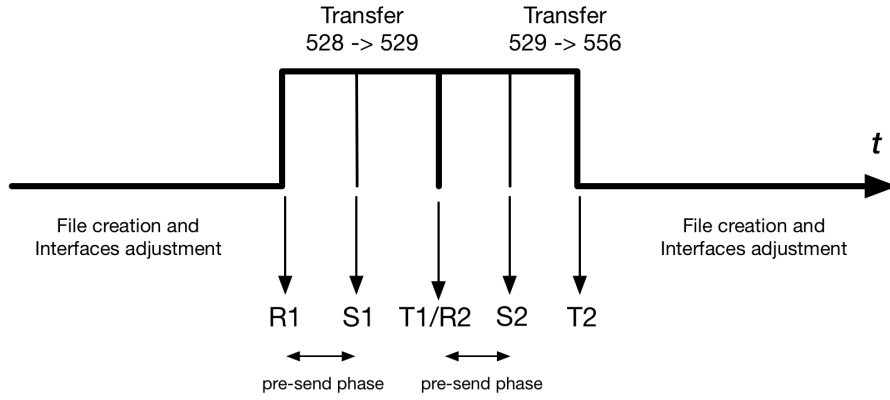 Transfer
528 -> 529
Transfer
529 -> 556
t
File creation and
Interfaces adjustment
File creation and
Interfaces adjustment
R1 S1 T1/R2 S2 T2
pre-send phase pre-send phase